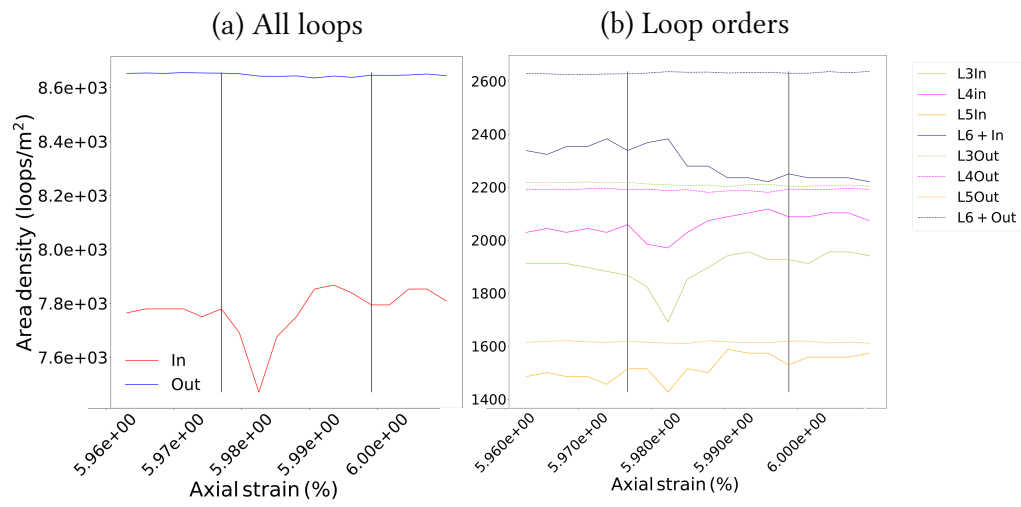 (a) All loops
(b) Loop orders
Area density (loops/m²)
8.6e+03
8.4e+03
8.2e+03
8.0e+03
7.8e+03
7.6e+03
In
Out
5.96e+00
5.97e+00
5.98e+00
5.99e+00
6.00e+00
Axial strain (%)
2600
2400
2200
2000
1800
1600
1400
5.960e+00
5.970e+00
5.980e+00
5.990e+00
6.000e+00
Axial strain (%)
L3In
L4in
L5In
L6 + In
L3Out
L4Out
L5Out
L6 + Out